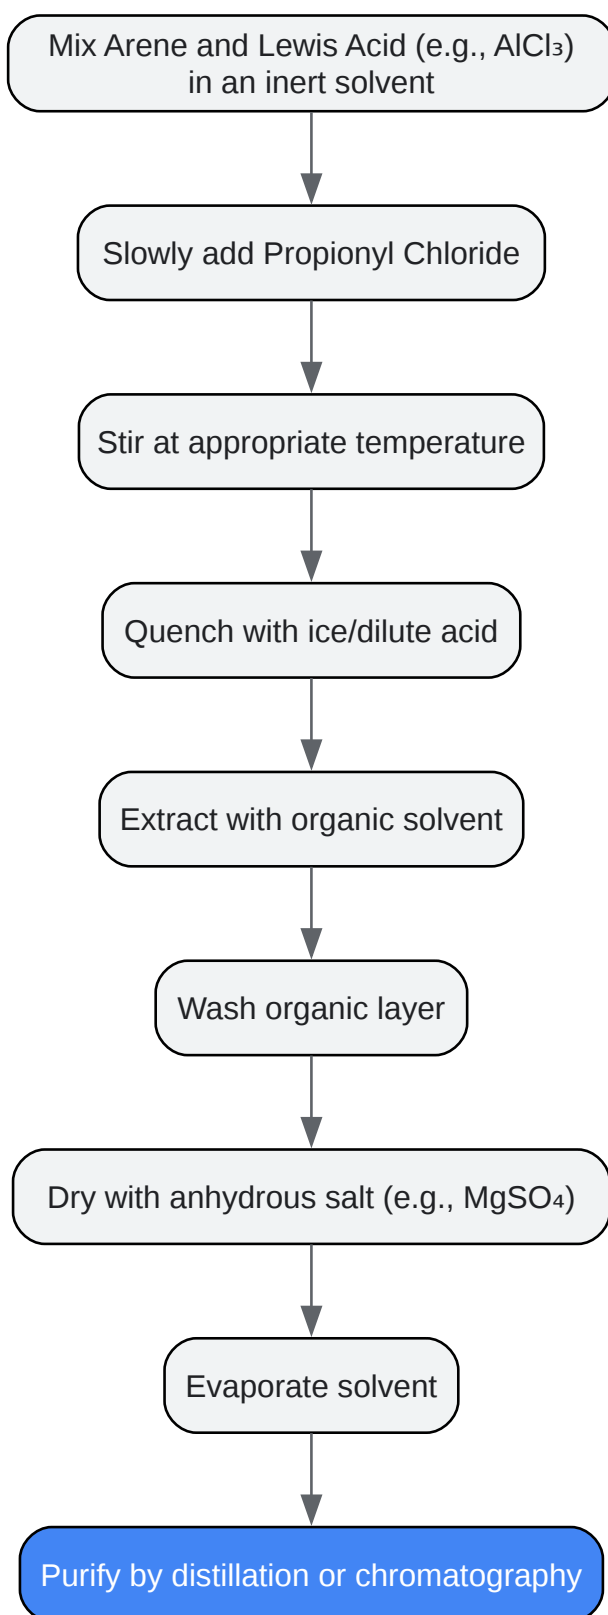 Mix Arene and Lewis Acid (e.g., AlCl₃)
in an inert solvent
Slowly add Propionyl Chloride
Stir at appropriate temperature
Quench with ice/dilute acid
Extract with organic solvent
Wash organic layer
Dry with anhydrous salt (e.g., MgSO₄)
Evaporate solvent
Purify by distillation or chromatography